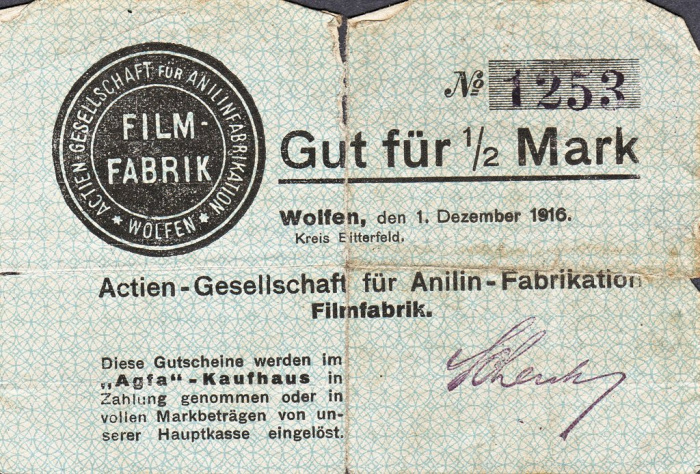 ACTIEN GESELLSCHAFT FÜR ANILINFABRIKATION
* WOLFEN *
FILM-
FABRIK
No 1253
Gut für 1/2 Mark
Wolfen, den 1. Dezember 1916.
Kreis Bitterfeld.
Actien-Gesellschaft für Anilin-Fabrikation
Filmfabrik.
Diese Gutscheine werden im
„Agfa“-Kaufhaus in
Zahlung genommen oder in
vollen Markbeträgen von un-
serer Hauptkasse eingelöst.